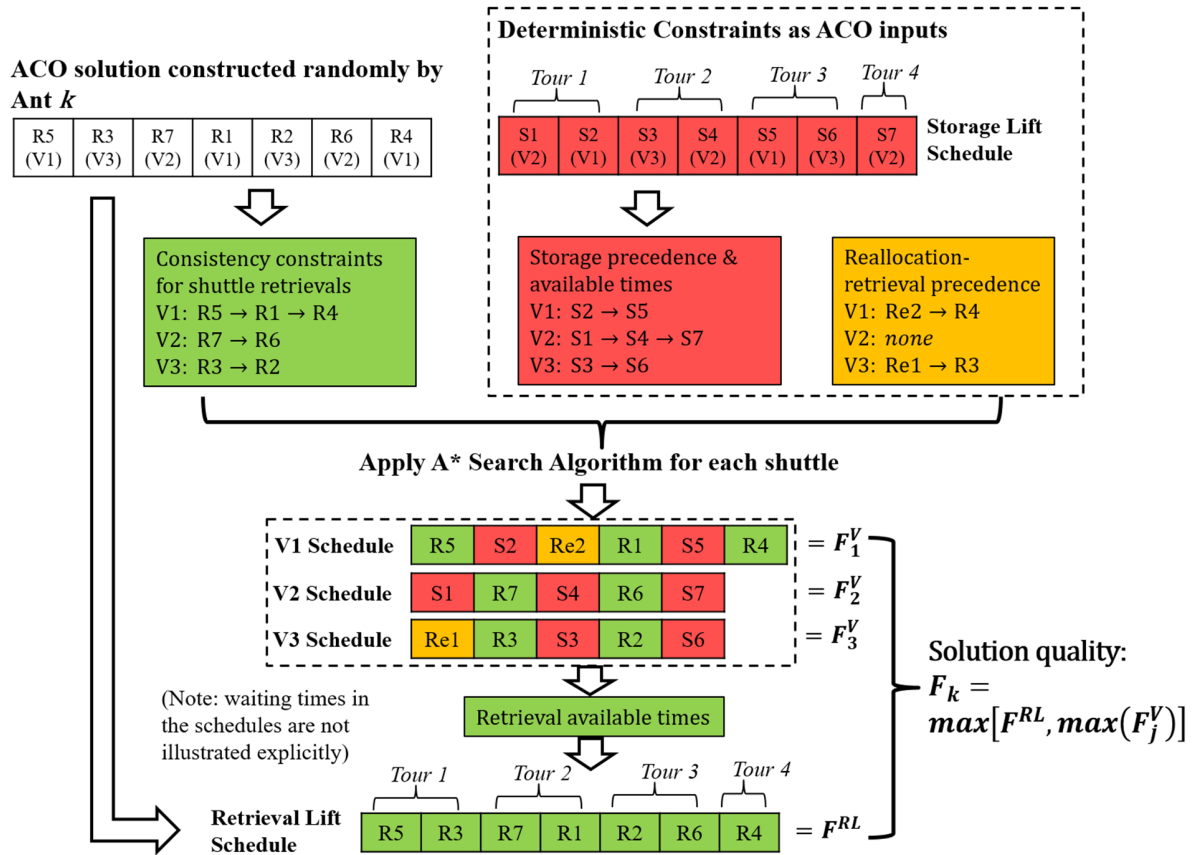 Deterministic Constraints as ACO inputs
ACO solution constructed randomly by
Ant k
R5 R3 R7 R1 R2 R6 R4
(V1) (V3) (V2) (V1) (V3) (V2) (V1)
Tour 1 Tour 2 Tour 3 Tour 4
S1 S2 S3 S4 S5 S6 S7
(V2) (V1) (V3) (V2) (V1) (V3) (V2)
Storage Lift
Schedule
Consistency constraints
for shuttle retrievals
V1: R5 → R1 → R4
V2: R7 → R6
V3: R3 → R2
Storage precedence &
available times
V1: S2 → S5
V2: S1 → S4 → S7
V3: S3 → S6
Reallocation-
retrieval precedence
V1: Re2 → R4
V2: none
V3: Re1 → R3
Apply A* Search Algorithm for each shuttle
V1 Schedule R5 S2 Re2 R1 S5 R4 = F₁ⱽ
V2 Schedule S1 R7 S4 R6 S7 = F₂ⱽ
V3 Schedule Re1 R3 S3 R2 S6 = F₃ⱽ
Solution quality:
Fₖ =
max[Fᴿᴸ, max(Fⱼⱽ)]
(Note: waiting times in
the schedules are not
illustrated explicitly)
Retrieval available times
Tour 1 Tour 2 Tour 3 Tour 4
Retrieval Lift
Schedule
R5 R3 R7 R1 R2 R6 R4 = Fᴿᴸ